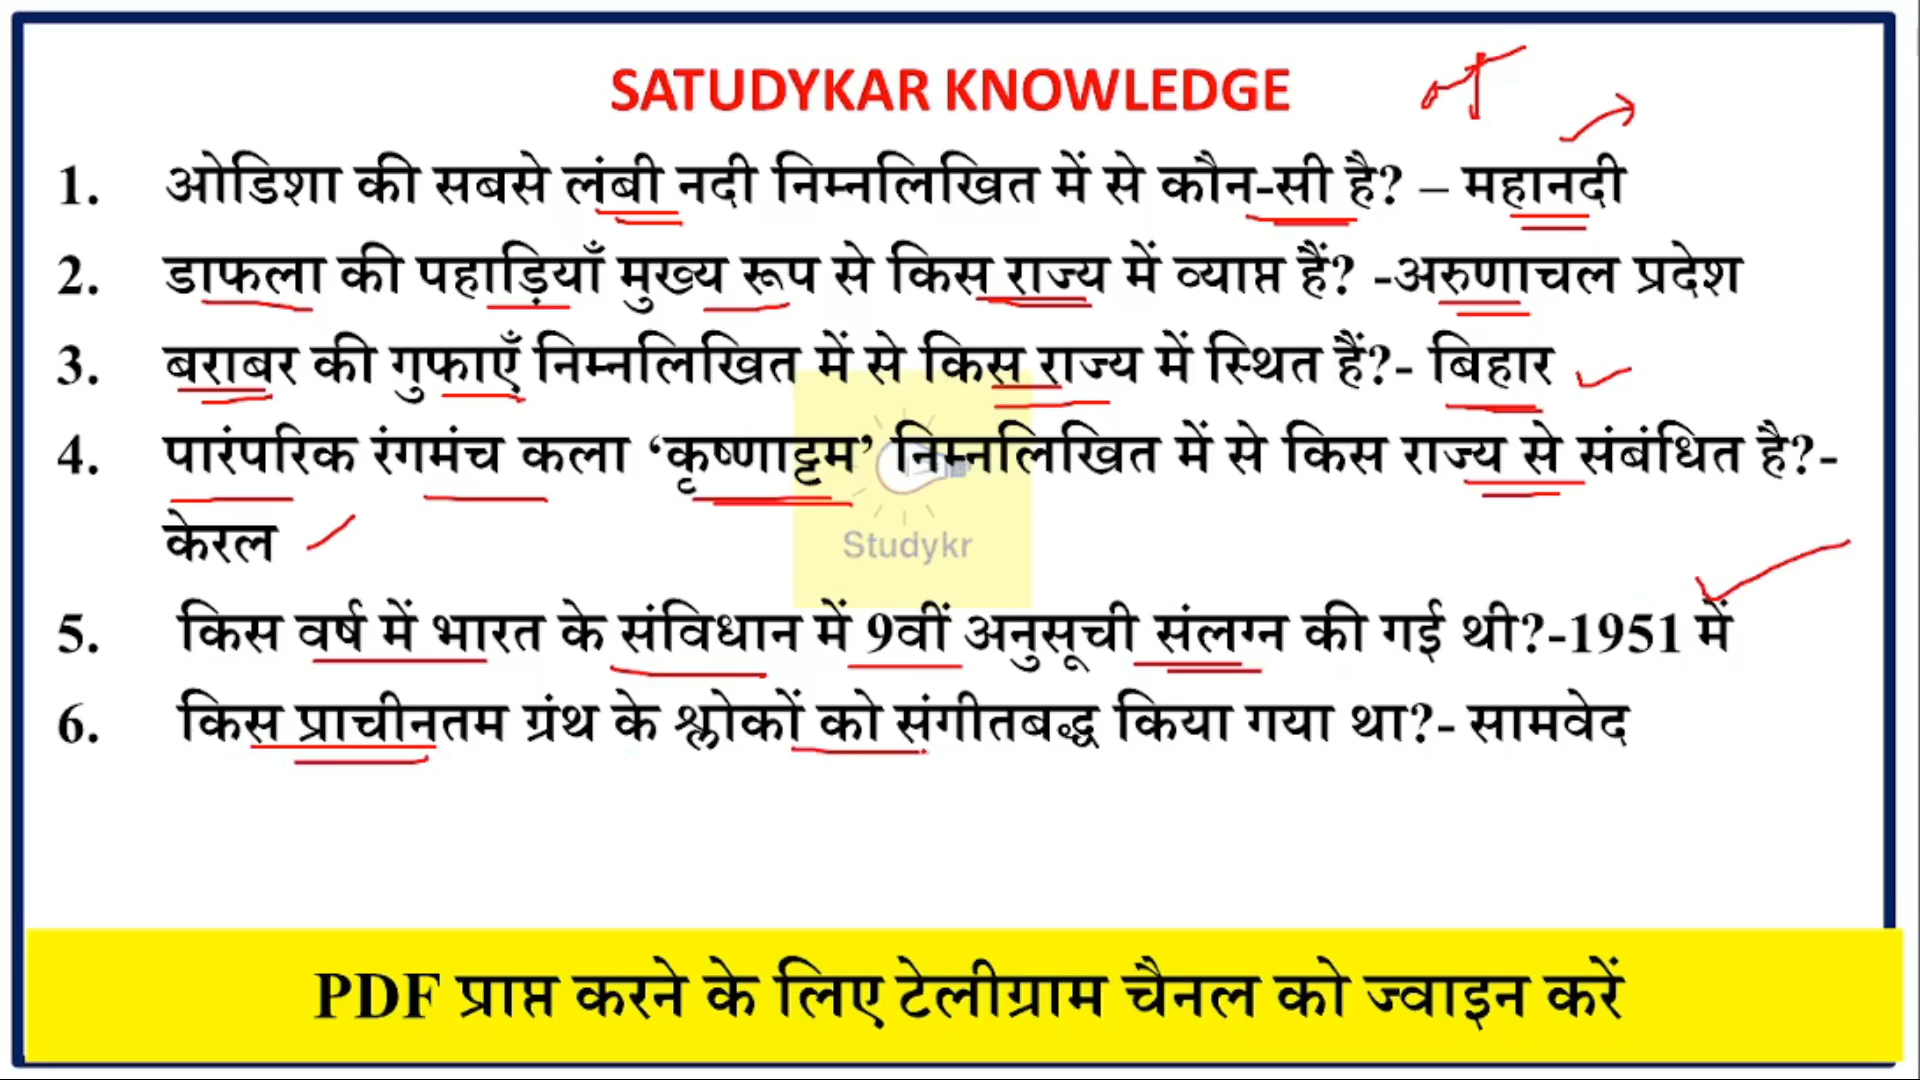 SATUDYKAR KNOWLEDGE
1. ओडिशा की सबसे लंबी नदी निम्नलिखित में से कौन-सी है? – महानदी
2. डाफला की पहाड़ियाँ मुख्य रूप से किस राज्य में व्याप्त हैं? -अरुणाचल प्रदेश
3. बराबर की गुफाएँ निम्नलिखित में से किस राज्य में स्थित हैं?- बिहार
4. पारंपरिक रंगमंच कला ‘कृष्णाट्टम’ निम्नलिखित में से किस राज्य से संबंधित है?-
केरल
Studykr
5. किस वर्ष में भारत के संविधान में 9वीं अनुसूची संलग्न की गई थी?-1951 में
6. किस प्राचीनतम ग्रंथ के श्लोकों को संगीतबद्ध किया गया था?- सामवेद
PDF प्राप्त करने के लिए टेलीग्राम चैनल को ज्वाइन करें